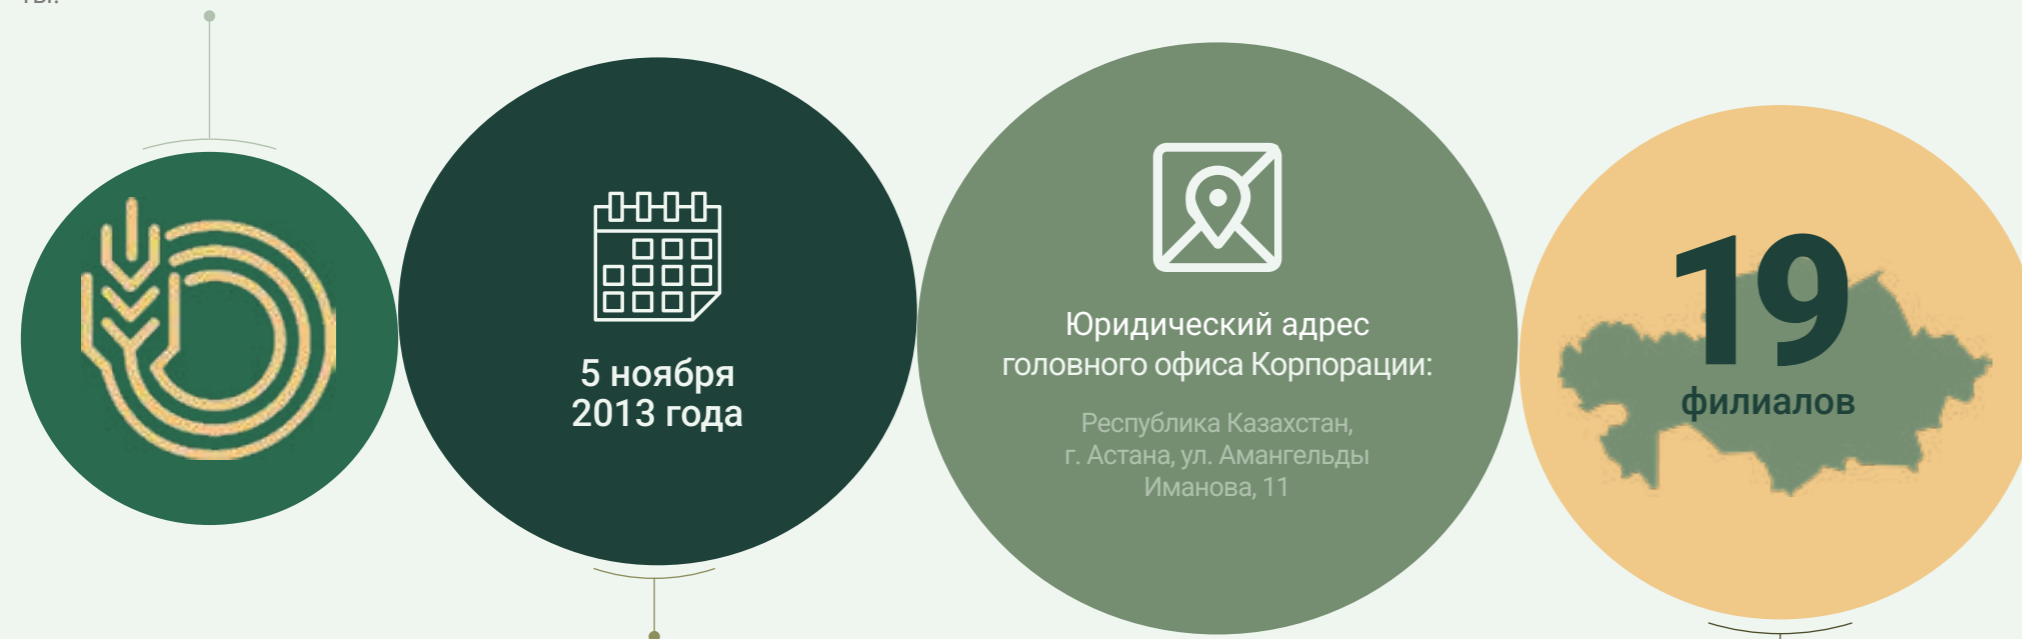 5 ноября
2013 года
Юридический адрес
головного офиса Корпорации:
Республика Казахстан,
г. Астана, ул. Амангельды
Иманова, 11
19
филиалов